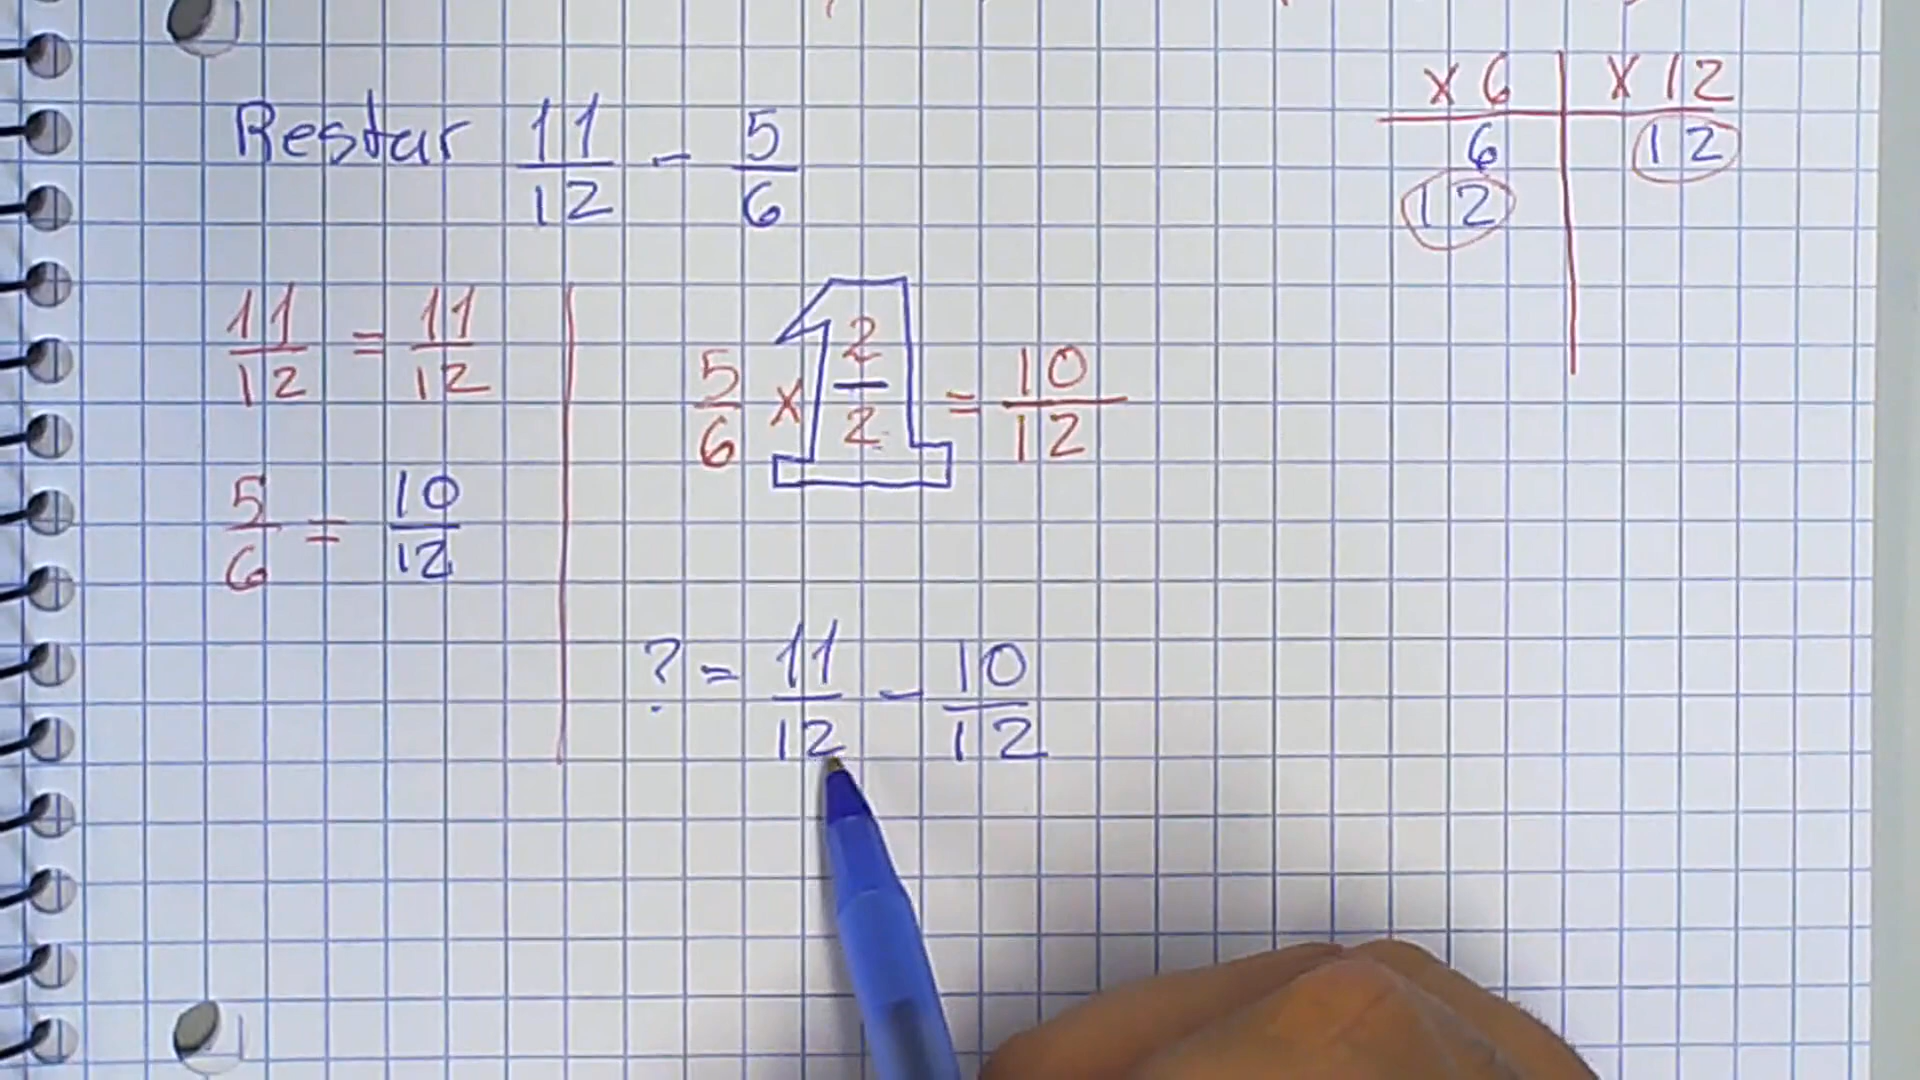 Restar 11/12 - 5/6
x 6 | x 12
6 | 12
12
11/12 = 11/12
5/6 x 2/2 = 10/12
5/6 = 10/12
? = 11/12 - 10/12